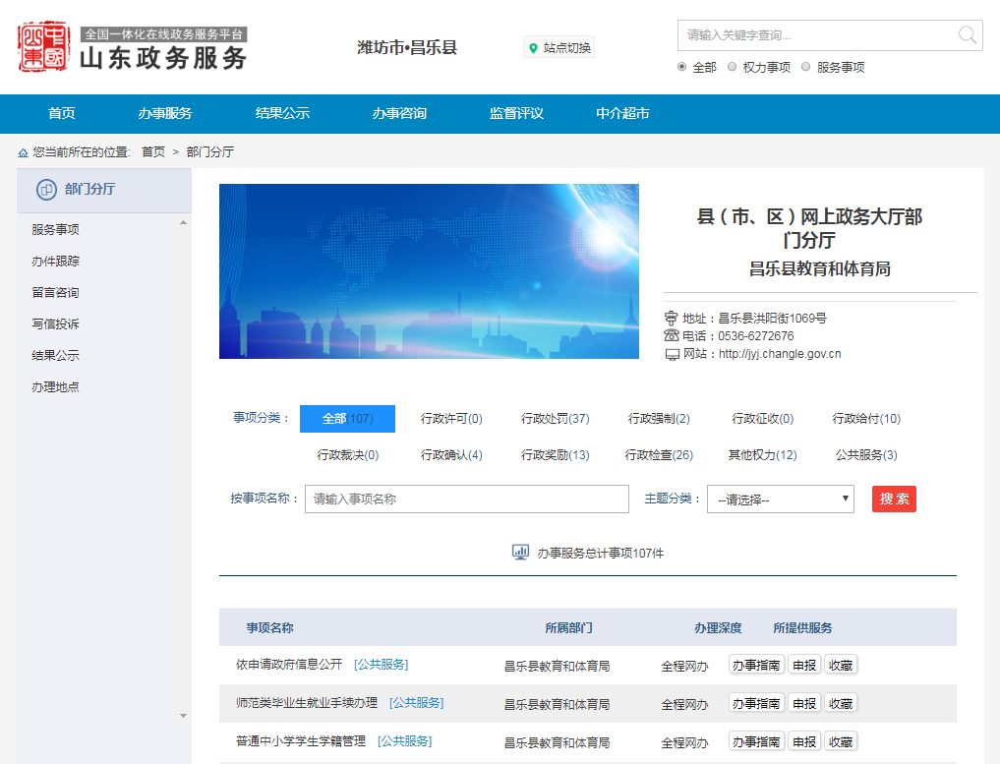 全国一体化在线政务服务平台
山东政务服务
潍坊市•昌乐县
站点切换
请输入关键字查询...
全部 权力事项 服务事项
首页 办事服务 结果公示 办事咨询 监督评议 中介超市
您当前所在的位置: 首页 > 部门分厅
部门分厅
服务事项
办件跟踪
留言咨询
写信投诉
结果公示
办理地点
县（市、区）网上政务大厅部
门分厅
昌乐县教育和体育局
地址：昌乐县洪阳街1069号
电话：0536-6272676
网站：http://jyj.changle.gov.cn
事项分类： 全部(107) 行政许可(0) 行政处罚(37) 行政强制(2) 行政征收(0) 行政给付(10)
行政裁决(0) 行政确认(4) 行政奖励(13) 行政检查(26) 其他权力(12) 公共服务(3)
按事项名称： 请输入事项名称 主题分类： --请选择-- 搜 索
办事服务总计事项107件
事项名称 所属部门 办理深度 所提供服务
依申请政府信息公开 [公共服务] 昌乐县教育和体育局 全程网办 办事指南 申报 收藏
师范类毕业生就业手续办理 [公共服务] 昌乐县教育和体育局 全程网办 办事指南 申报 收藏
普通中小学学生学籍管理 [公共服务] 昌乐县教育和体育局 全程网办 办事指南 申报 收藏